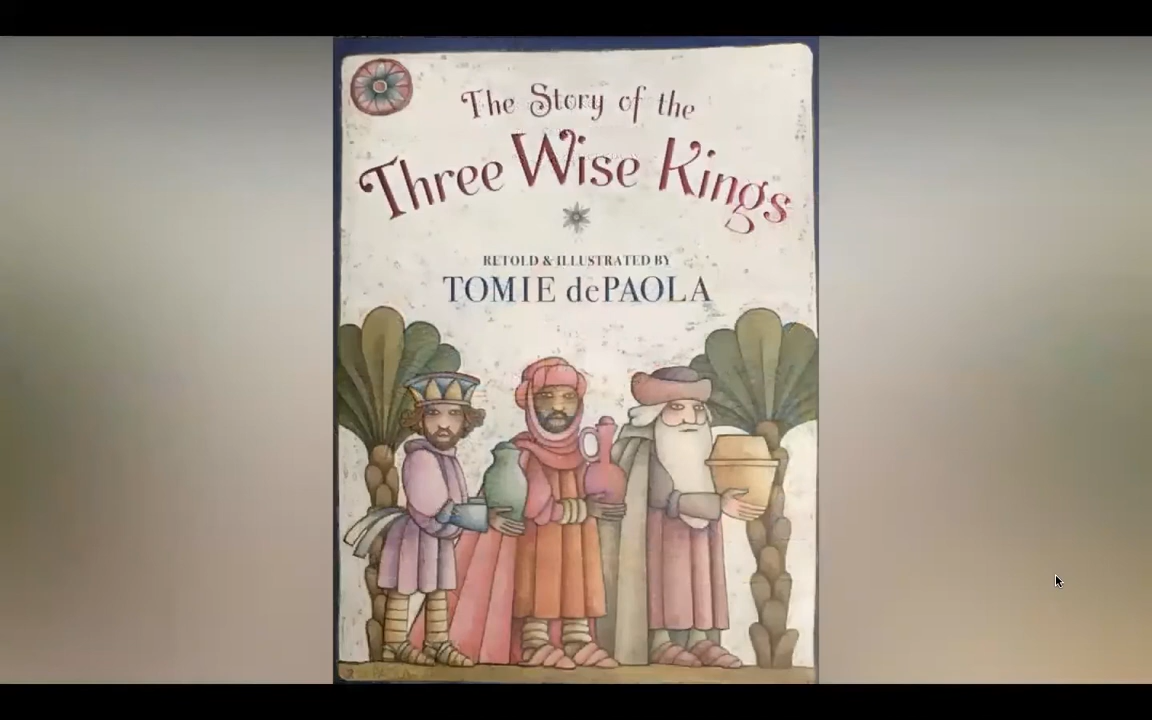 The Story of the
Three Wise Kings
RETOLD & ILLUSTRATED BY
TOMIE dePAOLA